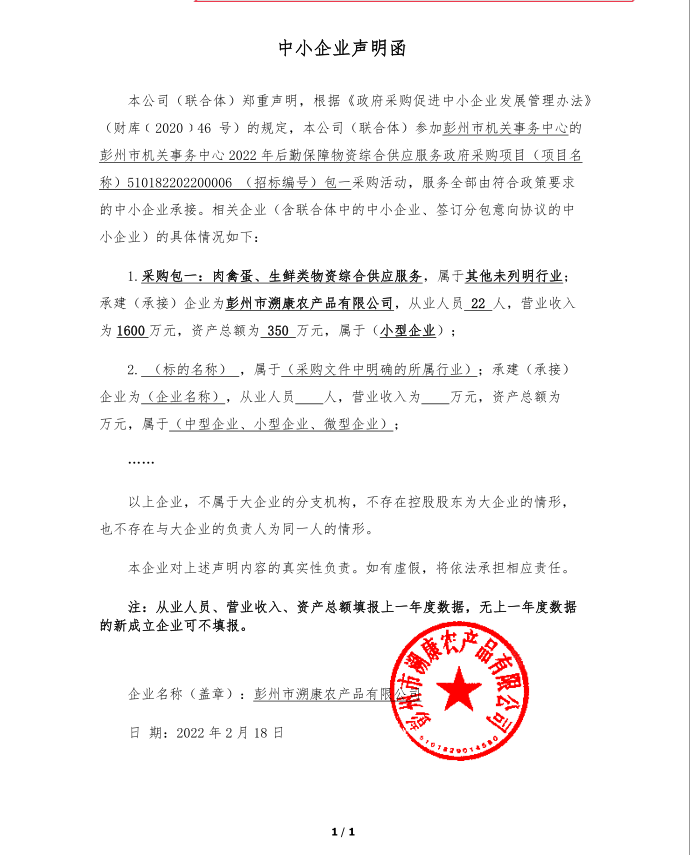 中小企业声明函
本公司（联合体）郑重声明，根据《政府采购促进中小企业发展管理办法》
（财库﹝2020﹞46 号）的规定，本公司（联合体）参加彭州市机关事务中心的
彭州市机关事务中心2022年后勤保障物资综合供应服务政府采购项目（项目名
称）510182202200006 （招标编号）包一采购活动，服务全部由符合政策要求
的中小企业承接。相关企业（含联合体中的中小企业、签订分包意向协议的中
小企业）的具体情况如下：
1. 采购包一：肉禽蛋、生鲜类物资综合供应服务，属于其他未列明行业；
承建（承接）企业为彭州市溯康农产品有限公司，从业人员 22 人，营业收入
为 1600 万元，资产总额为 350 万元，属于（小型企业）；
2. （标的名称） ，属于（采购文件中明确的所属行业）；承建（承接）
企业为（企业名称），从业人员____人，营业收入为____万元，资产总额为
万元，属于（中型企业、小型企业、微型企业）；
……
以上企业，不属于大企业的分支机构，不存在控股股东为大企业的情形，
也不存在与大企业的负责人为同一人的情形。
本企业对上述声明内容的真实性负责。如有虚假，将依法承担相应责任。
注：从业人员、营业收入、资产总额填报上一年度数据，无上一年度数据
的新成立企业可不填报。
企业名称（盖章）：彭州市溯康农产品有限公司
日 期：2022 年 2 月 18 日
彭州市溯康农产品有限公司
5101829014580
1 / 1